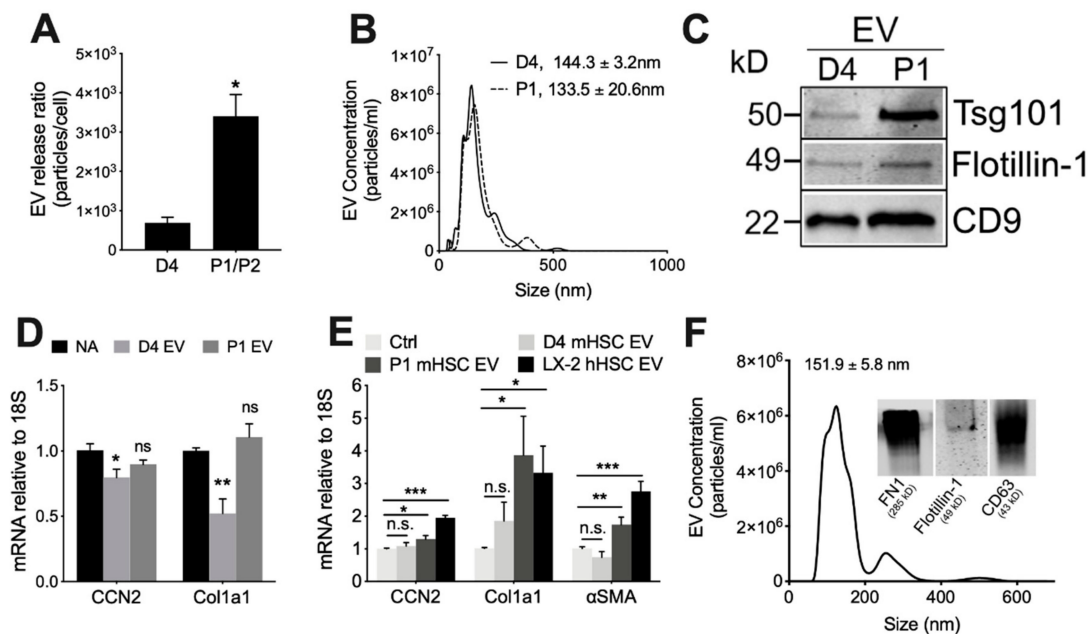 A
EV release ratio
(particles/cell)
5×10³
4×10³
3×10³
2×10³
1×10³
0
*
D4 P1/P2
B
EV Concentration
(particles/ml)
1×10⁷
8×10⁶
6×10⁶
4×10⁶
2×10⁶
0
D4, 144.3 ± 3.2nm
P1, 133.5 ± 20.6nm
0 500 1000
Size (nm)
C
EV
kD D4 P1
50 Tsg101
49 Flotillin-1
22 CD9
D
NA D4 EV P1 EV
mRNA relative to 18S
1.5
1.0
0.5
0.0
* ns
** ns
CCN2 Col1a1
E
Ctrl D4 mHSC EV
P1 mHSC EV LX-2 hHSC EV
mRNA relative to 18S
6
5
4
3
2
1
0
***
*
n.s.
*
*
n.s.
***
**
n.s.
CCN2 Col1a1 αSMA
F
151.9 ± 5.8 nm
EV Concentration
(particles/ml)
8×10⁶
6×10⁶
4×10⁶
2×10⁶
0
FN1
(285 kD)
Flotillin-1
(49 kD)
CD63
(43 kD)
0 200 400 600
Size (nm)